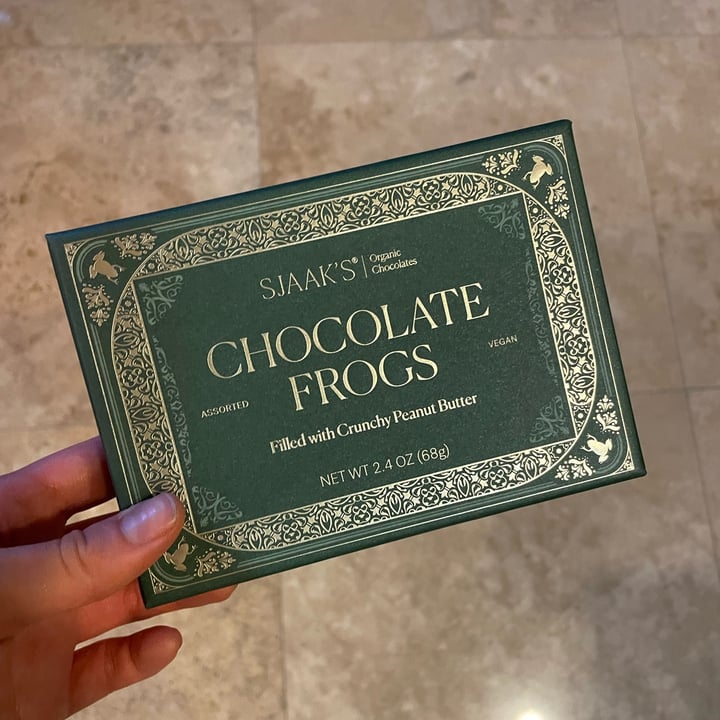 SJAAK'S® | Organic
Chocolates
CHOCOLATE
FROGS
ASSORTED
VEGAN
Filled with Crunchy Peanut Butter
NET WT 2.4 OZ (68g)